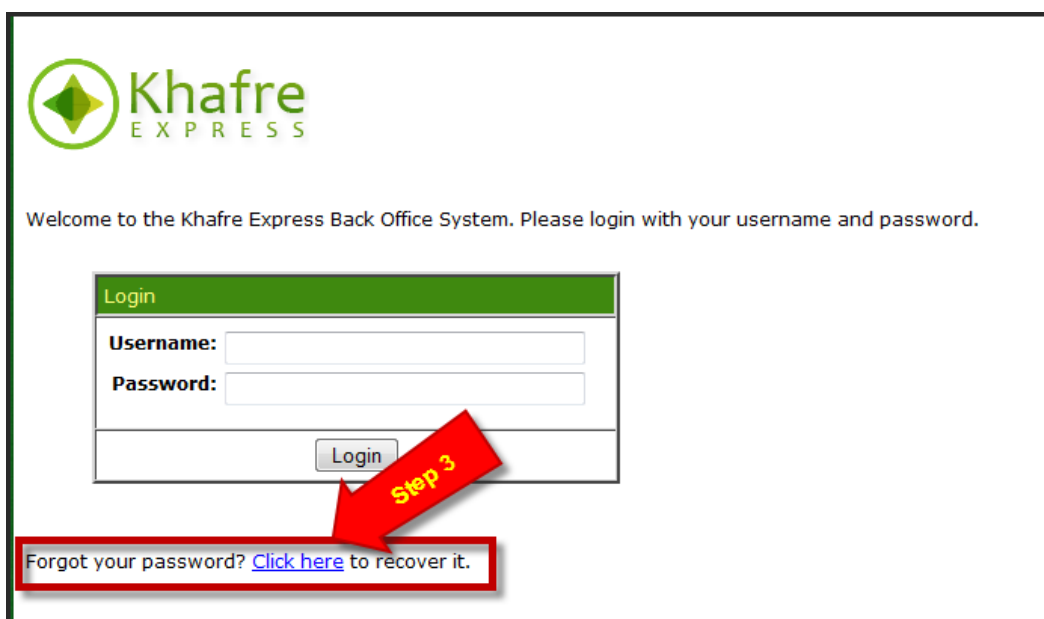 Khafre
EXPRESS
Welcome to the Khafre Express Back Office System. Please login with your username and password.
Login
Username:
Password:
Login
Step 3
Forgot your password? Click here to recover it.